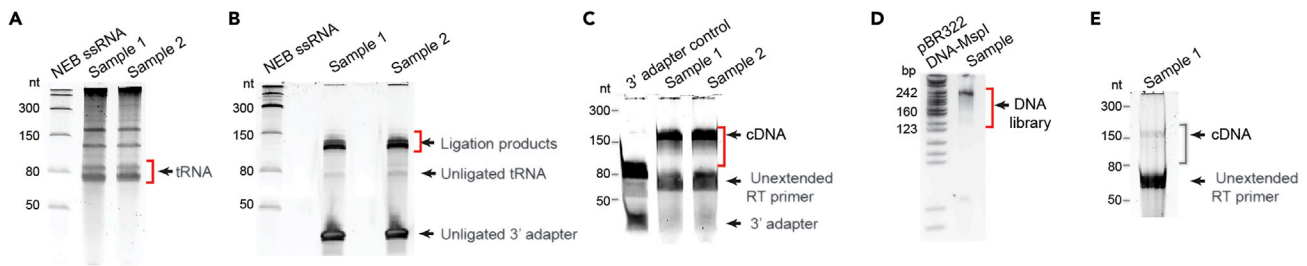 A
NEB ssRNA
Sample 1
Sample 2
nt
300
150
80
50
tRNA
B
NEB ssRNA
Sample 1
Sample 2
nt
300
150
80
50
Ligation products
Unligated tRNA
Unligated 3' adapter
C
3' adapter control
Sample 1
Sample 2
nt
300
150
80
50
cDNA
Unextended
RT primer
3' adapter
D
pBR322
DNA-MspI
Sample
bp
242
160
123
DNA
library
E
Sample 1
nt
300
150
80
50
cDNA
Unextended
RT primer